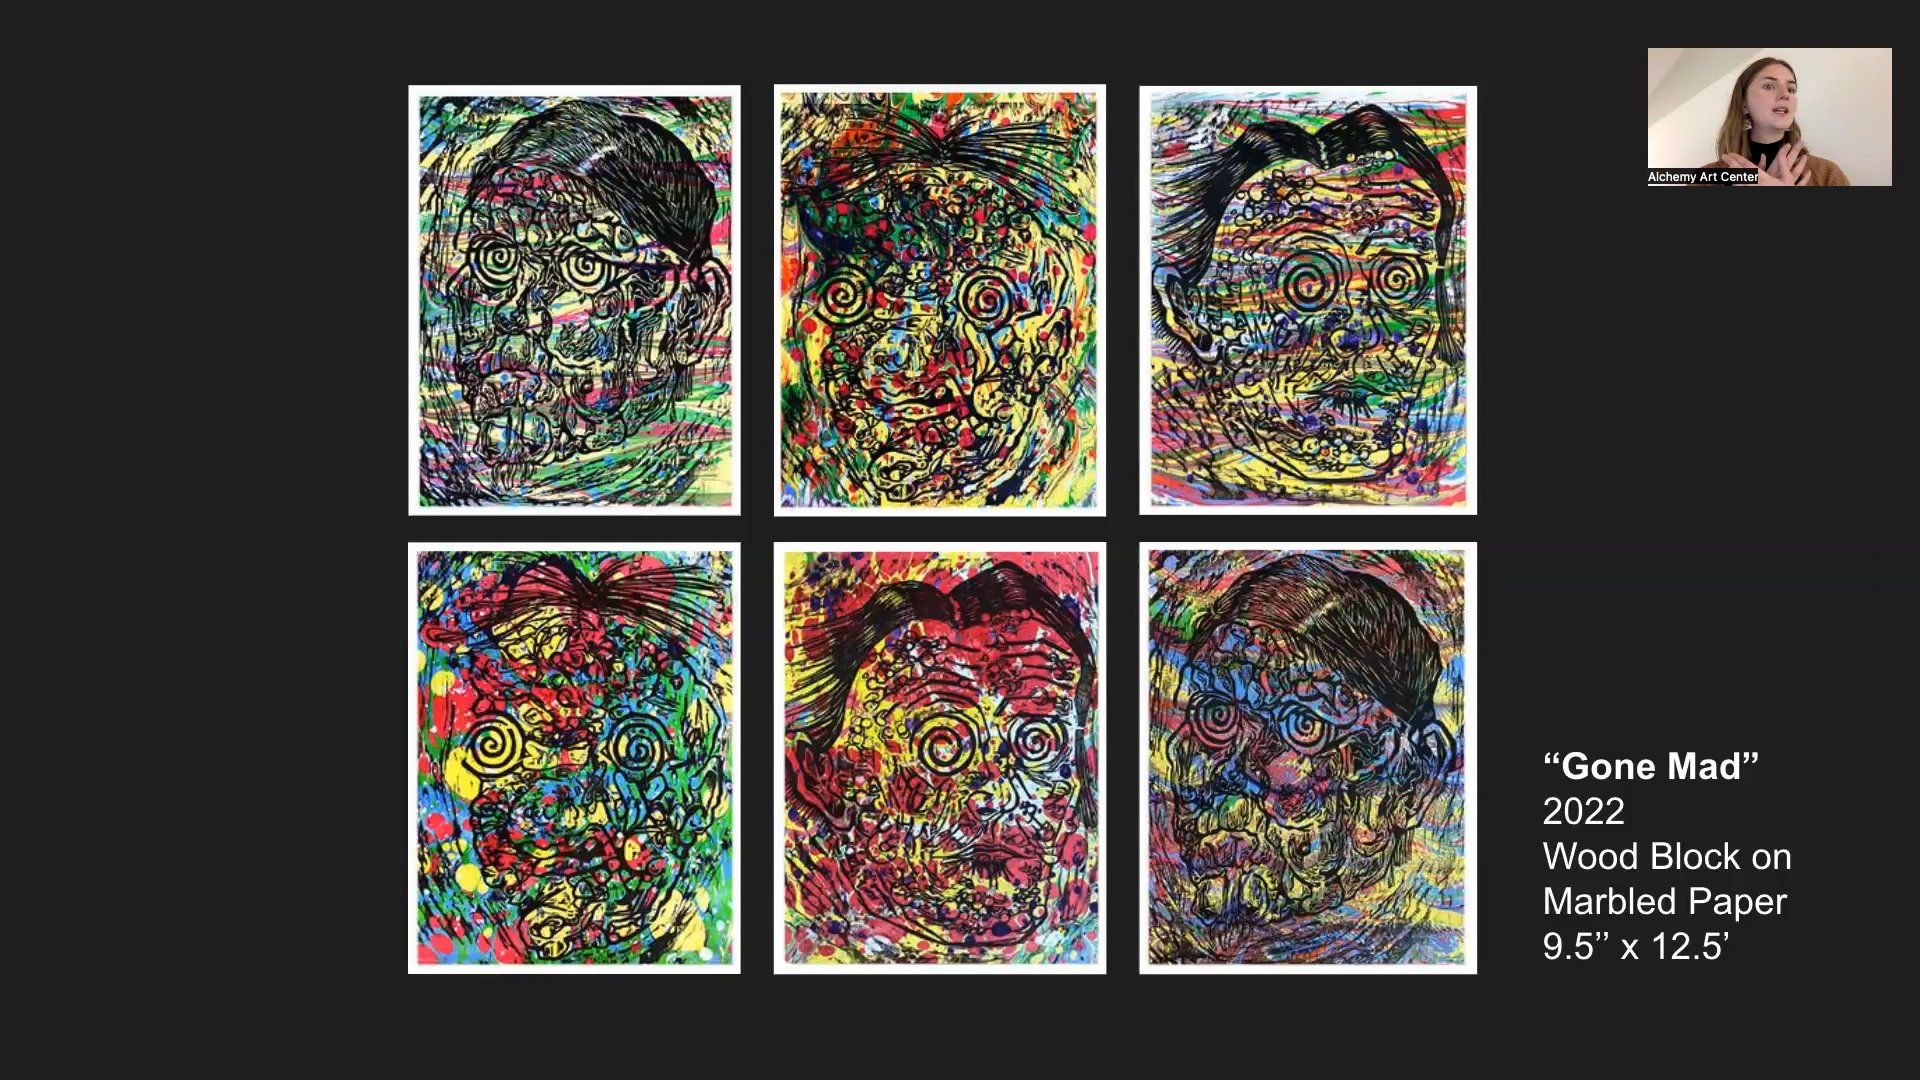 Alchemy Art Center
“Gone Mad”
2022
Wood Block on
Marbled Paper
9.5’’ x 12.5’